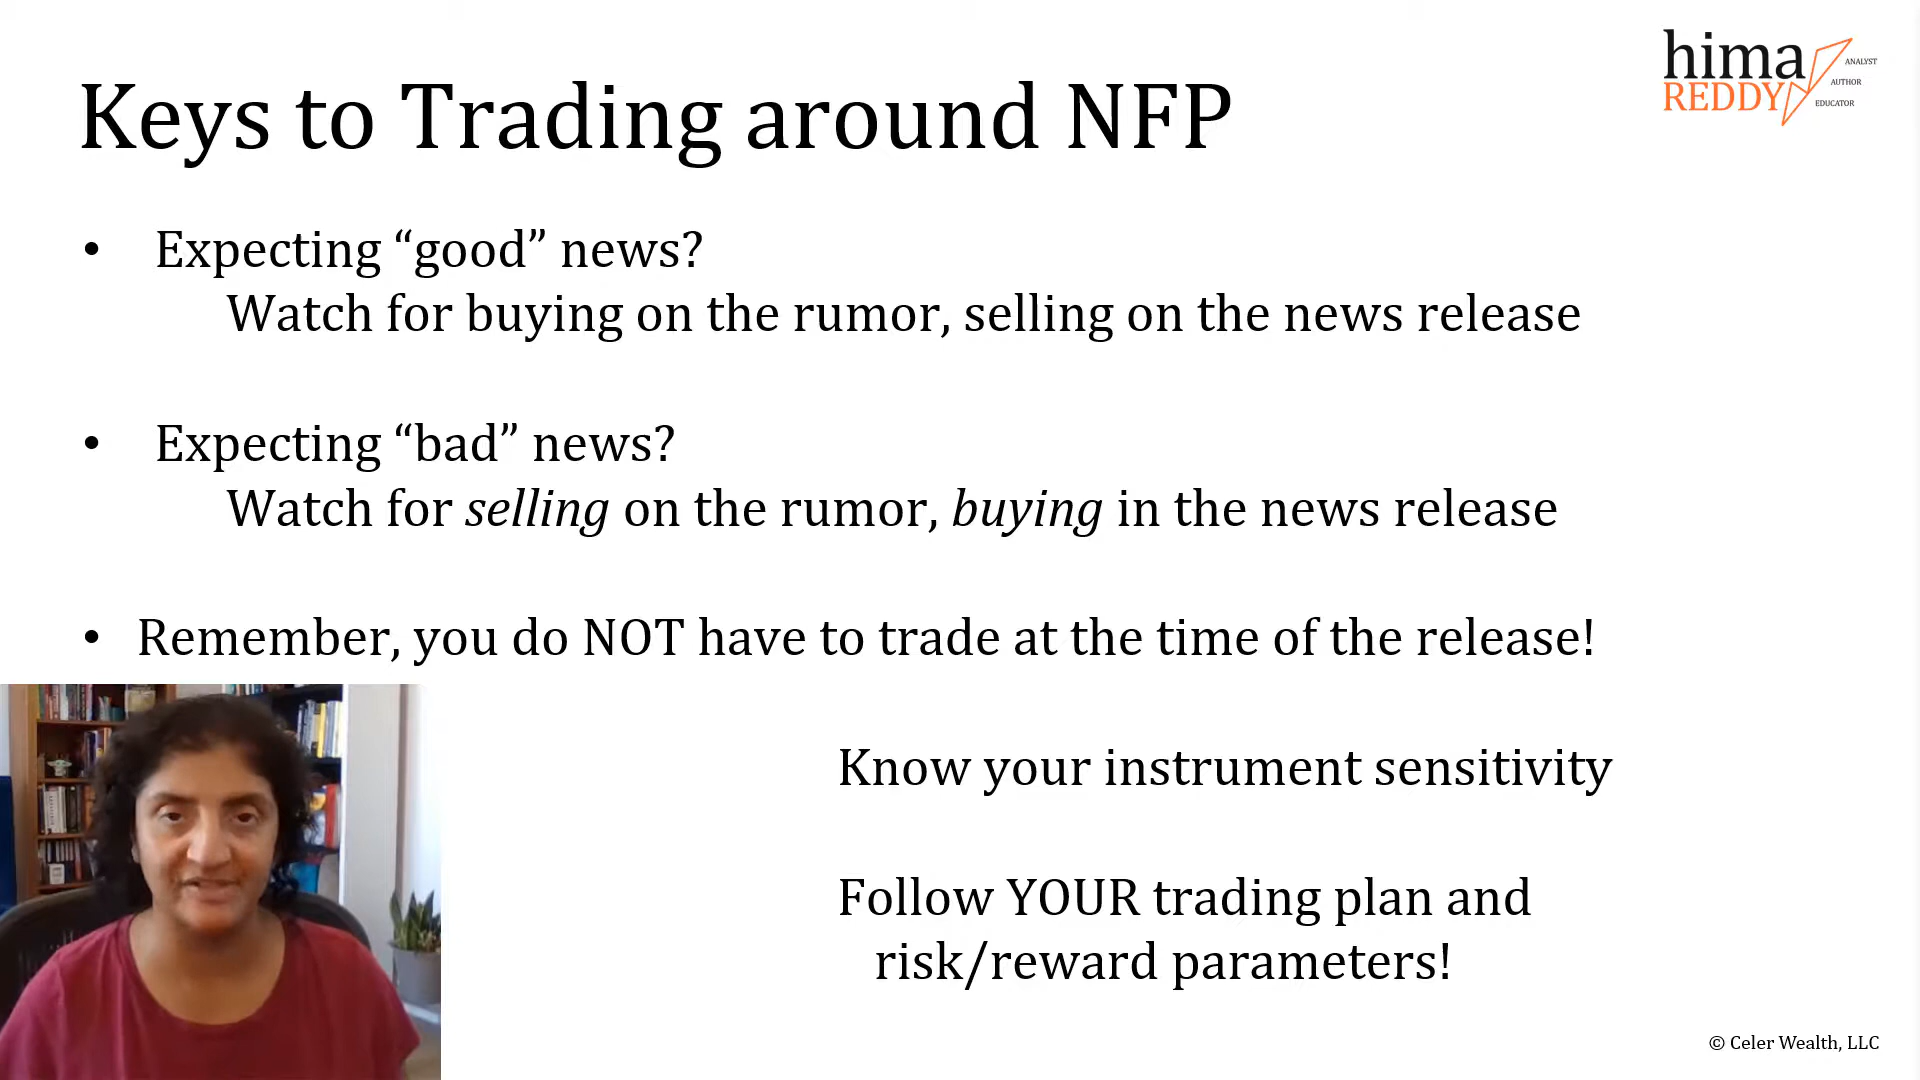 hima
REDDY
ANALYST
AUTHOR
EDUCATOR
Keys to Trading around NFP
• Expecting “good” news?
Watch for buying on the rumor, selling on the news release
• Expecting “bad” news?
Watch for selling on the rumor, buying in the news release
• Remember, you do NOT have to trade at the time of the release!
Know your instrument sensitivity
Follow YOUR trading plan and
risk/reward parameters!
© Celer Wealth, LLC